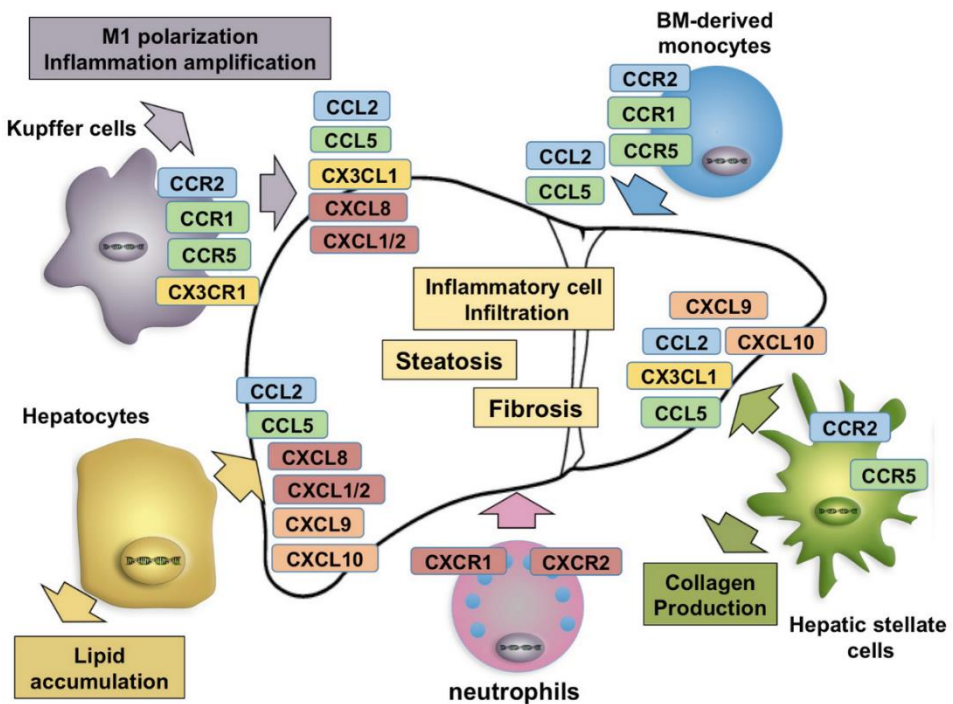 M1 polarization
Inflammation amplification
Kupffer cells
CCR2
CCR1
CCR5
CX3CR1
CCL2
CCL5
CX3CL1
CXCL8
CXCL1/2
BM-derived
monocytes
CCR2
CCR1
CCR5
CCL2
CCL5
Inflammatory cell
Infiltration
Steatosis
Fibrosis
CXCL9
CCL2
CXCL10
CX3CL1
CCL5
Hepatocytes
CCL2
CCL5
CXCL8
CXCL1/2
CXCL9
CXCL10
Lipid
accumulation
CXCR1
CXCR2
neutrophils
CCR2
CCR5
Collagen
Production
Hepatic stellate
cells